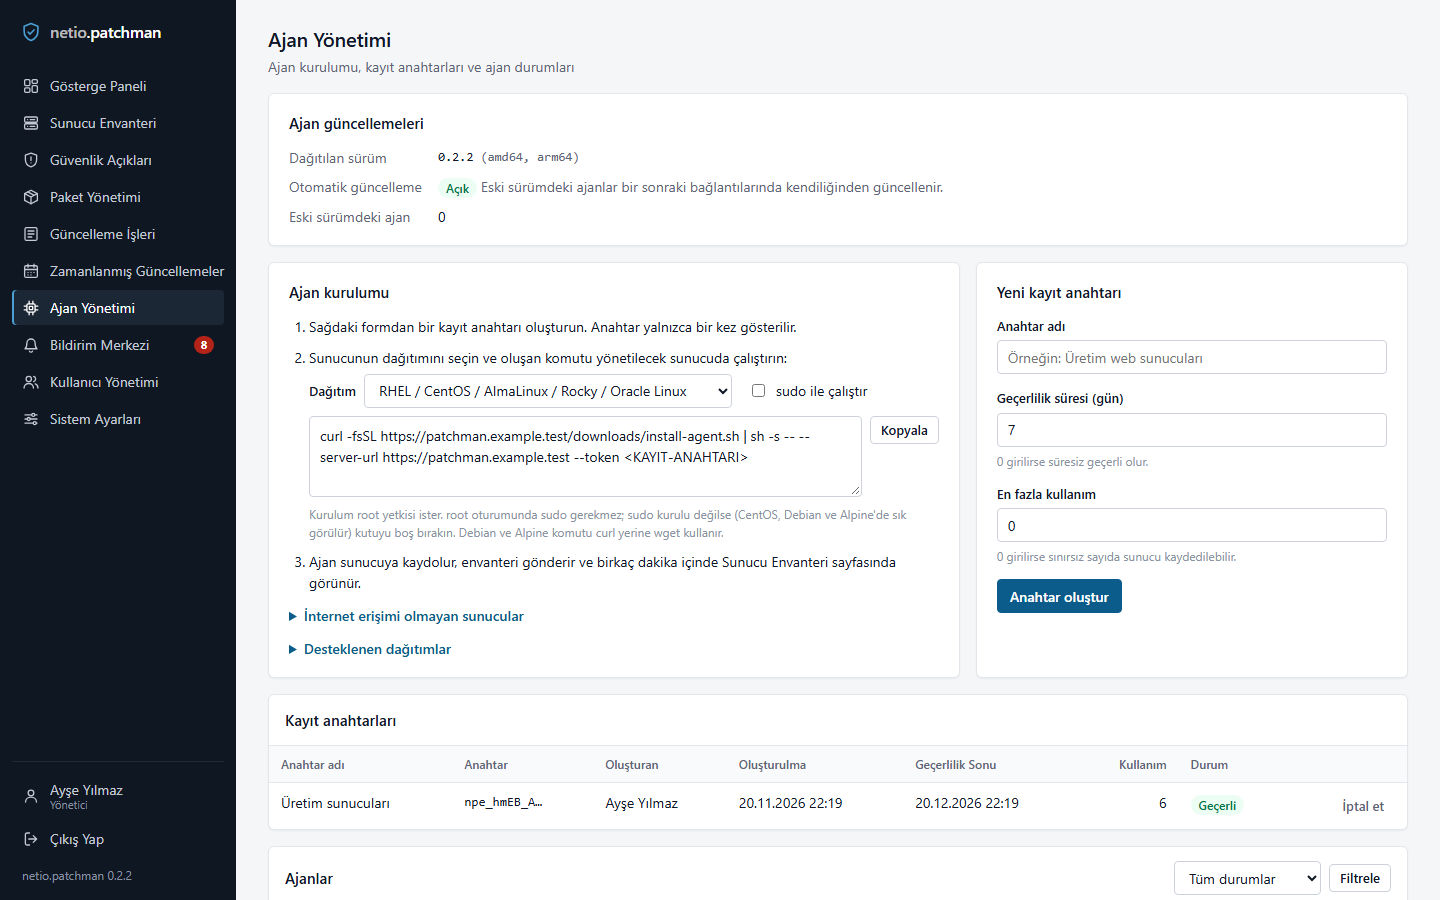 netio.patchman
Gösterge Paneli
Sunucu Envanteri
Güvenlik Açıkları
Paket Yönetimi
Güncelleme İşleri
Zamanlanmış Güncellemeler
Ajan Yönetimi
Bildirim Merkezi 8
Kullanıcı Yönetimi
Sistem Ayarları
Ayşe Yılmaz
Yönetici
Çıkış Yap
netio.patchman 0.2.2
Ajan Yönetimi
Ajan kurulumu, kayıt anahtarları ve ajan durumları
Ajan güncellemeleri
Dağıtılan sürüm 0.2.2 (amd64, arm64)
Otomatik güncelleme Açık Eski sürümdeki ajanlar bir sonraki bağlantılarında kendiliğinden güncellenir.
Eski sürümdeki ajan 0
Ajan kurulumu
1. Sağdaki formdan bir kayıt anahtarı oluşturun. Anahtar yalnızca bir kez gösterilir.
2. Sunucunun dağıtımını seçin ve oluşan komutu yönetilecek sunucuda çalıştırın:
Dağıtım RHEL / CentOS / AlmaLinux / Rocky / Oracle Linux sudo ile çalıştır
curl -fsSL https://patchman.example.test/downloads/install-agent.sh | sh -s -- --
server-url https://patchman.example.test --token <KAYIT-ANAHTARI>
Kopyala
Kurulum root yetkisi ister. root oturumunda sudo gerekmez; sudo kurulu değilse (CentOS, Debian ve Alpine'de sık
görülür) kutuyu boş bırakın. Debian ve Alpine komutu curl yerine wget kullanır.
3. Ajan sunucuya kaydolur, envanteri gönderir ve birkaç dakika içinde Sunucu Envanteri sayfasında
görünür.
İnternet erişimi olmayan sunucular
Desteklenen dağıtımlar
Yeni kayıt anahtarı
Anahtar adı
Örneğin: Üretim web sunucuları
Geçerlilik süresi (gün)
7
0 girilirse süresiz geçerli olur.
En fazla kullanım
0
0 girilirse sınırsız sayıda sunucu kaydedilebilir.
Anahtar oluştur
Kayıt anahtarları
Anahtar adı Anahtar Oluşturan Oluşturulma Geçerlilik Sonu Kullanım Durum
Üretim sunucuları npe_hmEB_A… Ayşe Yılmaz 20.11.2026 22:19 20.12.2026 22:19 6 Geçerli İptal et
Ajanlar Tüm durumlar Filtrele